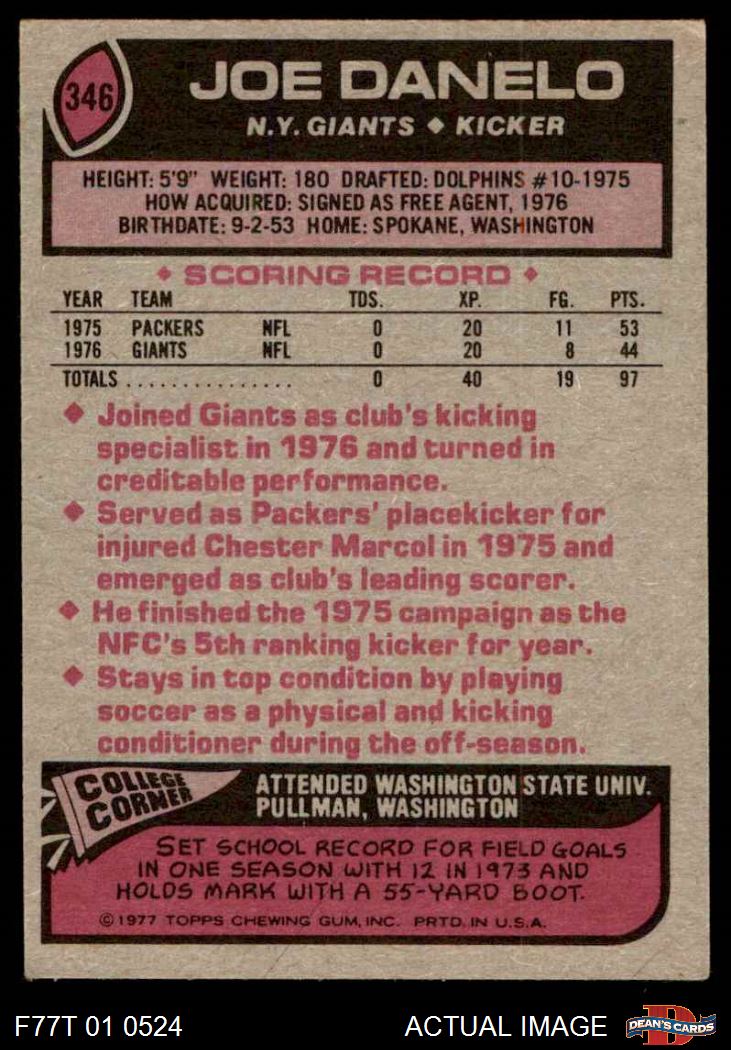 346
JOE DANELO
N.Y. GIANTS ♦ KICKER
HEIGHT: 5'9" WEIGHT: 180 DRAFTED: DOLPHINS #10-1975
HOW ACQUIRED: SIGNED AS FREE AGENT, 1976
BIRTHDATE: 9-2-53 HOME: SPOKANE, WASHINGTON
♦ SCORING RECORD ♦
YEAR TEAM TDS. XP. FG. PTS.
1975 PACKERS NFL 0 20 11 53
1976 GIANTS NFL 0 20 8 44
TOTALS . . . . . . . . . . . . . . . 0 40 19 97
♦ Joined Giants as club's kicking
specialist in 1976 and turned in
creditable performance.
♦ Served as Packers' placekicker for
injured Chester Marcol in 1975 and
emerged as club's leading scorer.
♦ He finished the 1975 campaign as the
NFC's 5th ranking kicker for year.
♦ Stays in top condition by playing
soccer as a physical and kicking
conditioner during the off-season.
COLLEGE
CORNER
ATTENDED WASHINGTON STATE UNIV.
PULLMAN, WASHINGTON
SET SCHOOL RECORD FOR FIELD GOALS
IN ONE SEASON WITH 12 IN 1973 AND
HOLDS MARK WITH A 55-YARD BOOT.
©1977 TOPPS CHEWING GUM, INC. PRTD. IN U.S.A.
F77T 01 0524
ACTUAL IMAGE
D
DEAN'S CARDS